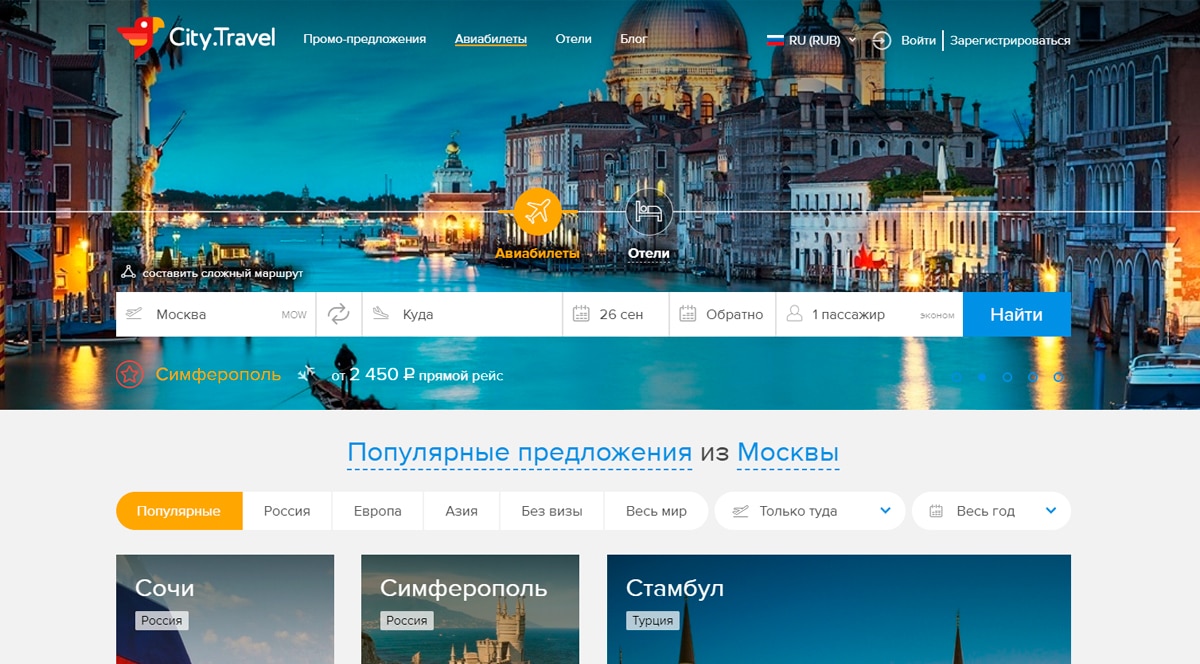 City.Travel
Промо-предложения
Авиабилеты
Отели
Блог
RU (RUB)
Войти
Зарегистрироваться
Авиабилеты
Отели
составить сложный маршрут
Москва MOW
Куда
26 сен
Обратно
1 пассажир эконом
Найти
Симферополь от 2 450 ₽ прямой рейс
Популярные предложения из Москвы
Популярные
Россия
Европа
Азия
Без визы
Весь мир
Только туда
Весь год
Сочи
Россия
Симферополь
Россия
Стамбул
Турция